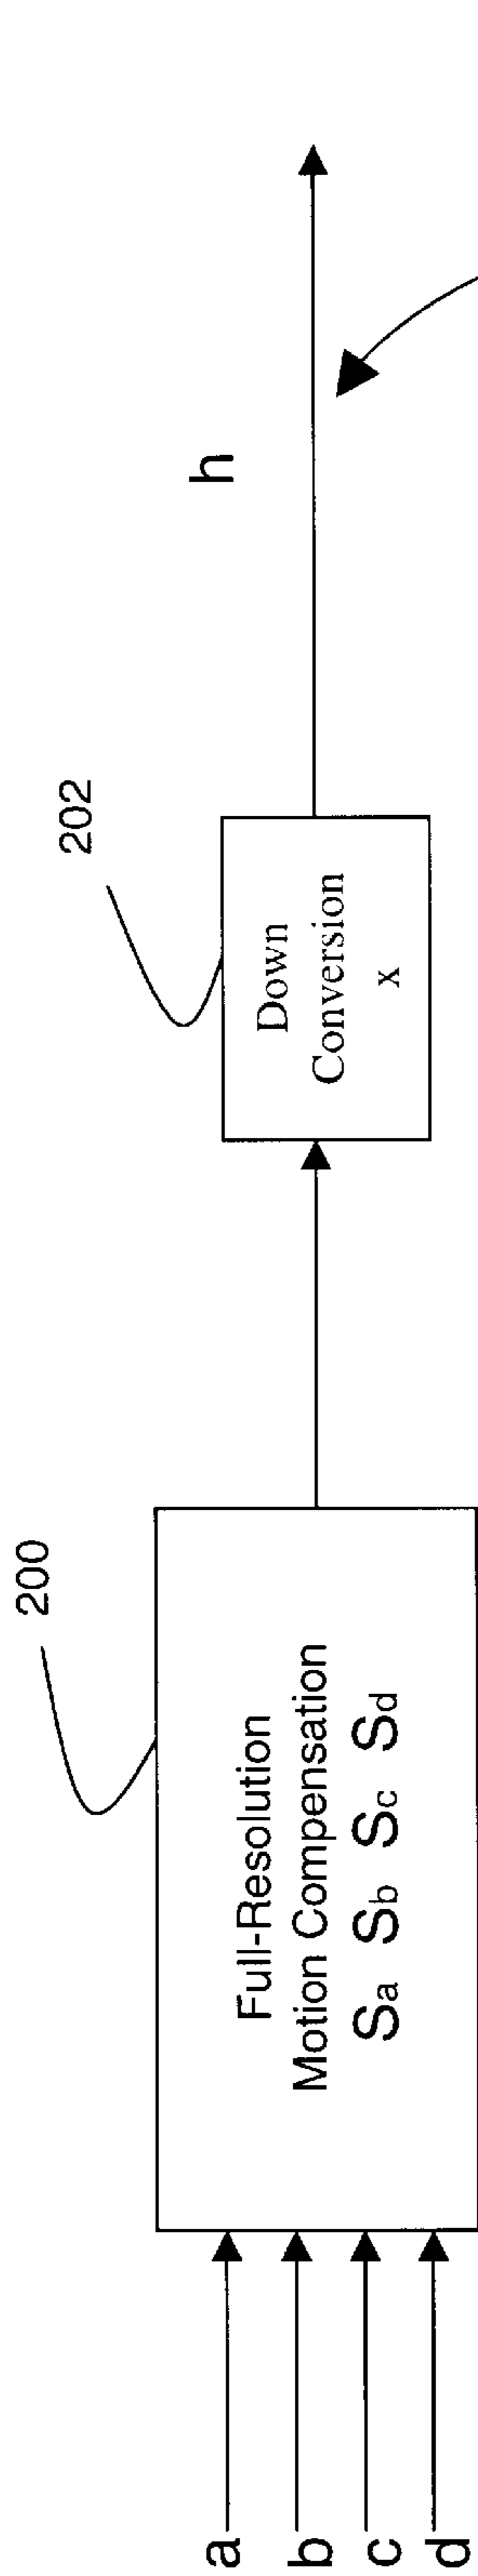 200
202
a
b
c
d
Full-Resolution
Motion Compensation
Sa Sb Sc Sd
Down
Conversion
x
h